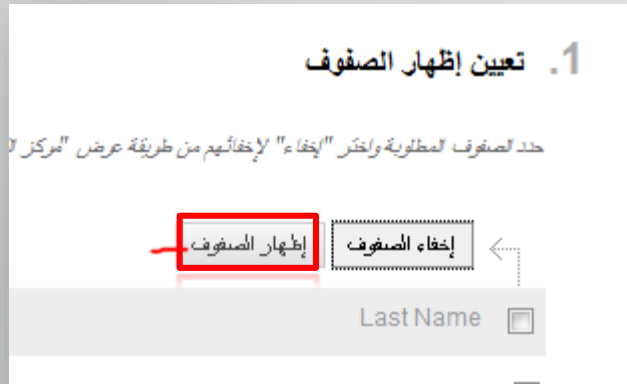 1. تعيين إظهار الصفوف
حدد الصفوف المطلوبة واختر "إخفاء" لإخفائهم من طريقة عرض "مركز
إخفاء الصفوف إظهار الصفوف
Last Name